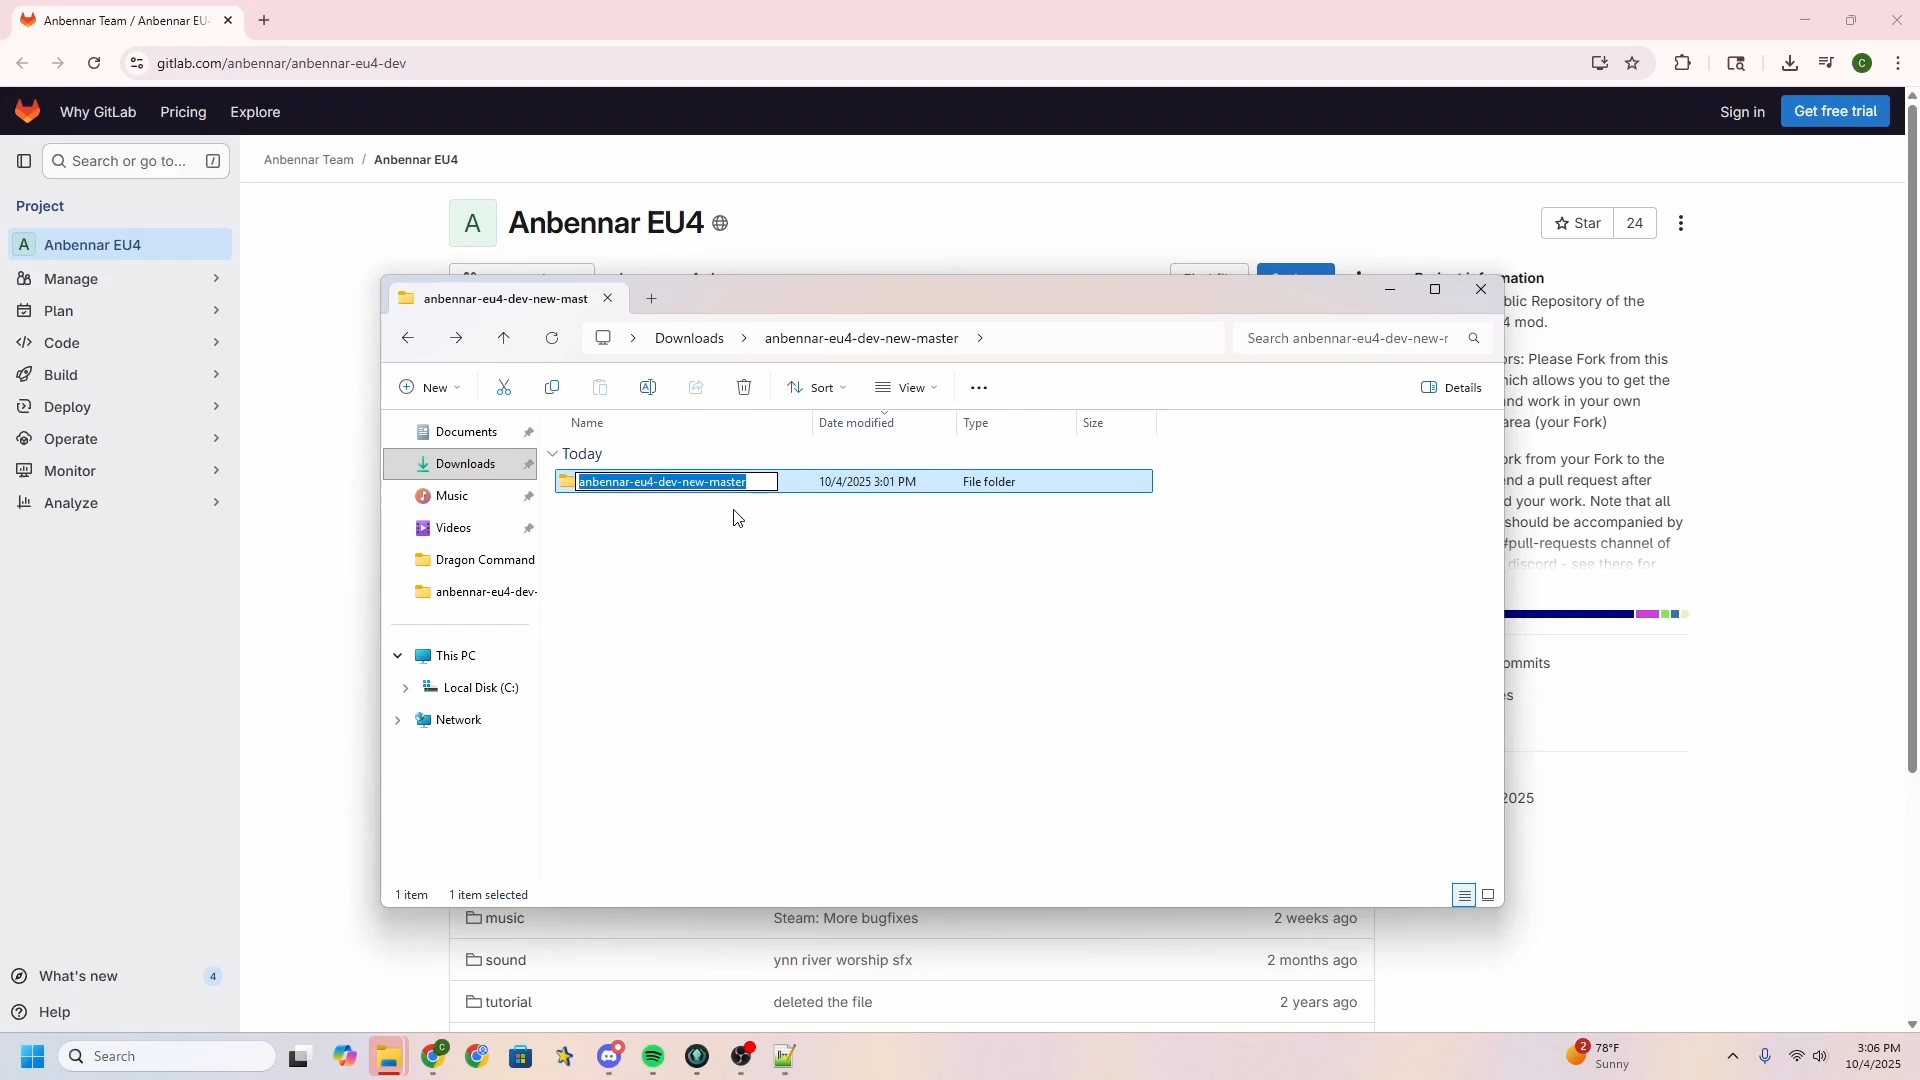 Anbennar Team / Anbennar EU4
gitlab.com/anbennar/anbennar-eu4-dev
C
Why GitLab
Pricing
Explore
Sign in
Get free trial
Search or go to...
/
Anbennar Team / Anbennar EU4
Project
A Anbennar EU4
Manage
Plan
Code
Build
Deploy
Operate
Monitor
Analyze
What's new
4
Help
A
Anbennar EU4
Star
24
anbennar-eu4-dev-new-mast
Downloads
anbennar-eu4-dev-new-master
Search anbennar-eu4-dev-new-r
New
Sort
View
Details
Documents
Downloads
Music
Videos
Dragon Command
anbennar-eu4-dev-
This PC
Local Disk (C:)
Network
Name
Date modified
Type
Size
Today
anbennar-eu4-dev-new-master
10/4/2025 3:01 PM
File folder
1 item
1 item selected
mation
blic Repository of the
4 mod.
ors: Please Fork from this
hich allows you to get the
and work in your own
area (your Fork)
ork from your Fork to the
end a pull request after
d your work. Note that all
should be accompanied by
#pull-requests channel of
discord - see there for
ommits
es
2025
music
Steam: More bugfixes
2 weeks ago
sound
ynn river worship sfx
2 months ago
tutorial
deleted the file
2 years ago
Search
C
2
78°F
Sunny
3:06 PM
10/4/2025